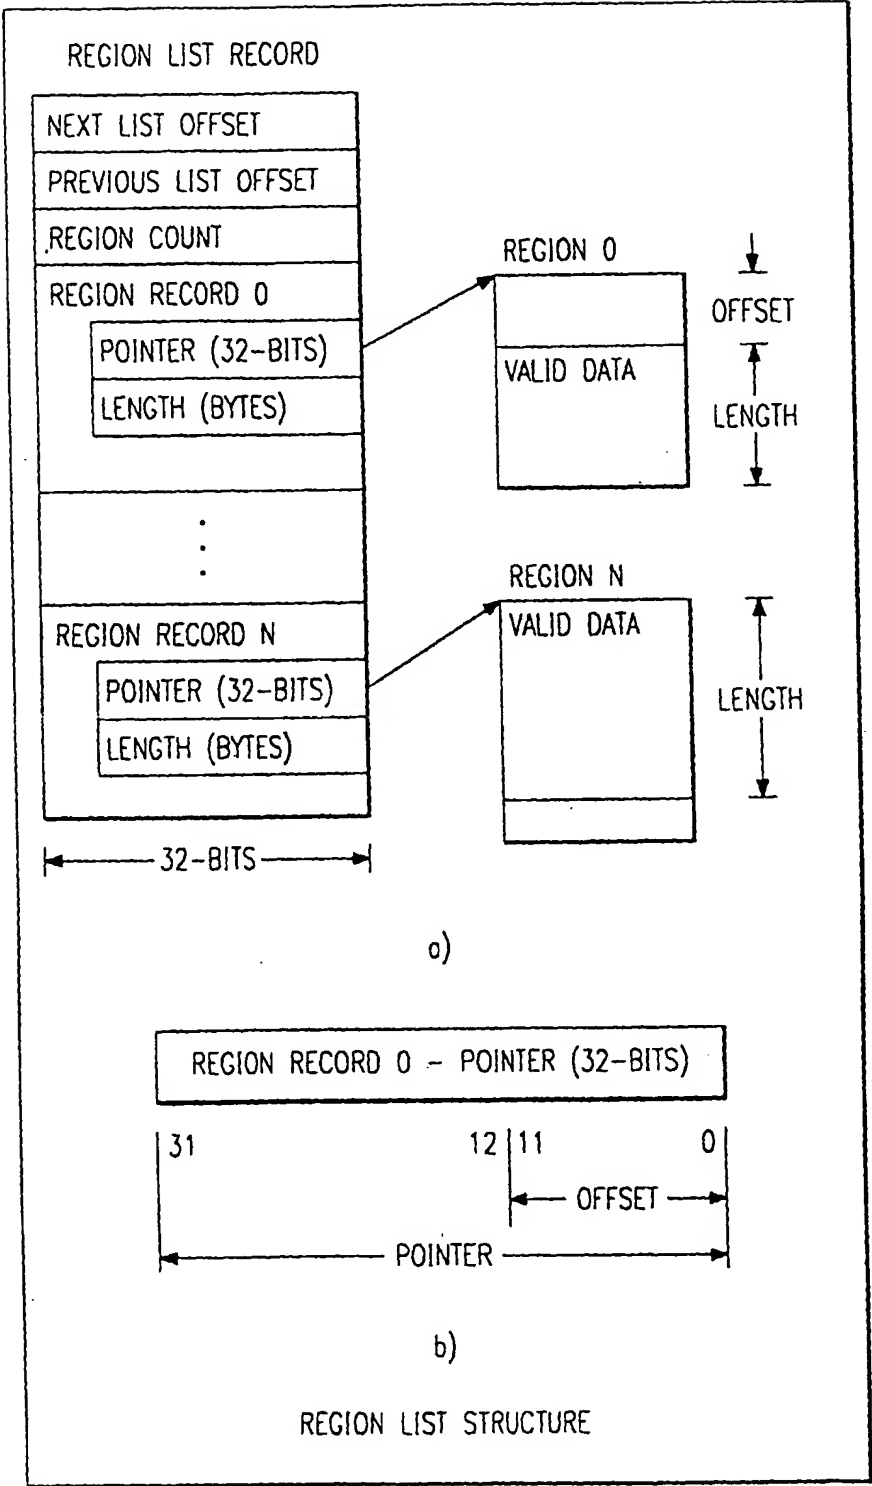 REGION LIST RECORD
NEXT LIST OFFSET
PREVIOUS LIST OFFSET
REGION COUNT
REGION RECORD 0
POINTER (32-BITS)
LENGTH (BYTES)
REGION 0
OFFSET
VALID DATA
LENGTH
REGION RECORD N
POINTER (32-BITS)
LENGTH (BYTES)
REGION N
VALID DATA
LENGTH
32-BITS
a)
REGION RECORD 0 - POINTER (32-BITS)
31 12 11 0
OFFSET
POINTER
b)
REGION LIST STRUCTURE